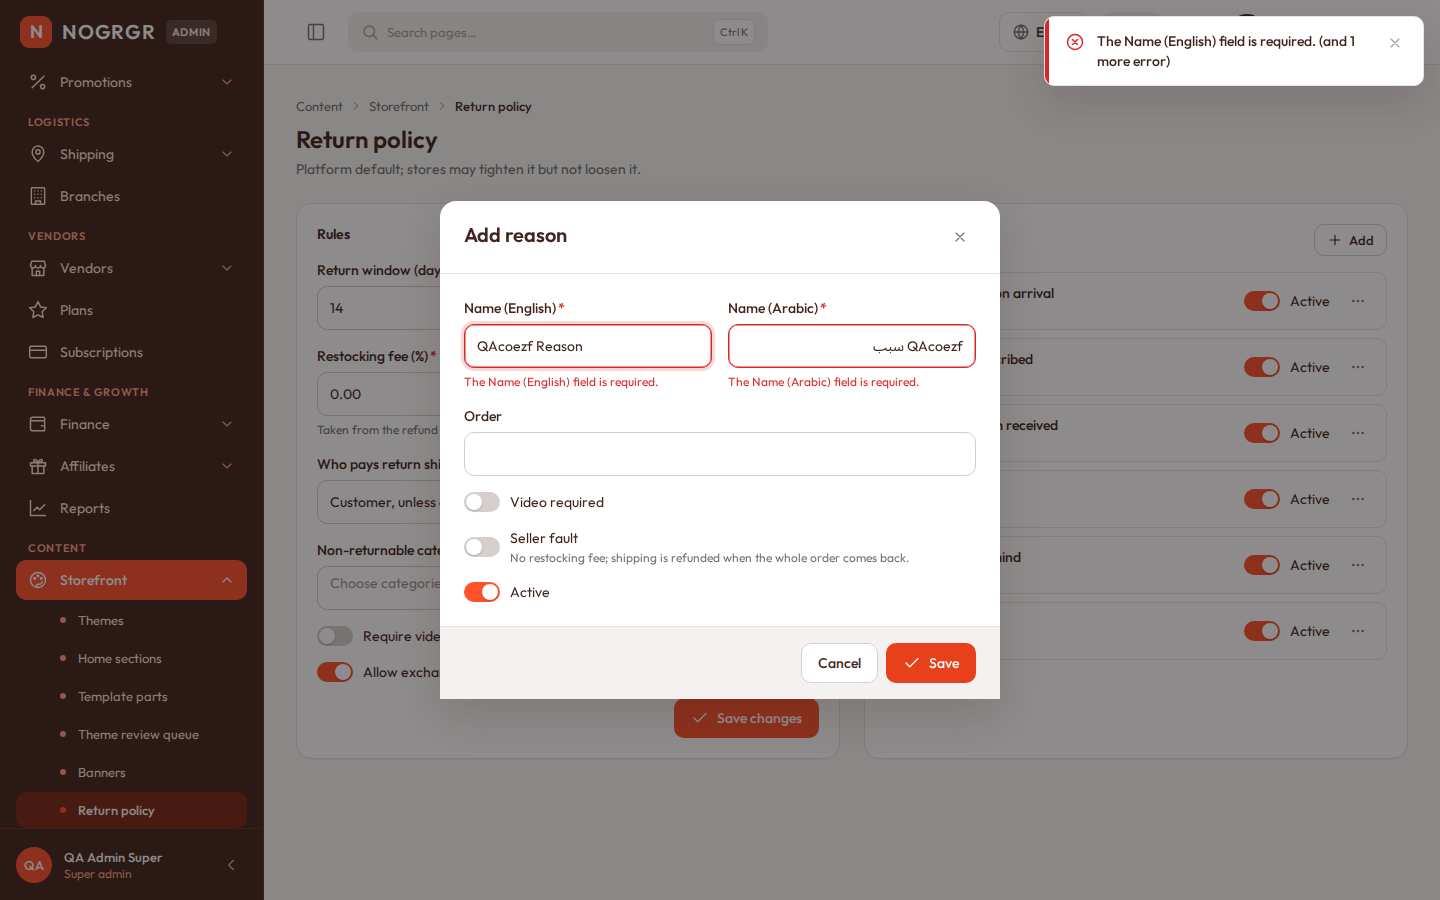 N NOGRGR ADMIN
Search pages... Ctrl K
The Name (English) field is required. (and 1
more error)
Promotions
LOGISTICS
Shipping
Branches
VENDORS
Vendors
Plans
Subscriptions
FINANCE & GROWTH
Finance
Affiliates
Reports
CONTENT
Storefront
Themes
Home sections
Template parts
Theme review queue
Banners
Return policy
QA QA Admin Super
Super admin
Content Storefront Return policy
Return policy
Platform default; stores may tighten it but not loosen it.
Rules
Return window (day
14
Restocking fee (%) *
0.00
Taken from the refund
Who pays return shi
Customer, unless
Non-returnable cate
Choose categorie
Require vide
Allow excha
Save changes
Add reason
Name (English) *
QAcoezf Reason
The Name (English) field is required.
Name (Arabic) *
QAcoezf سبب
The Name (Arabic) field is required.
Order
Video required
Seller fault
No restocking fee; shipping is refunded when the whole order comes back.
Active
Cancel
Save
Add
on arrival
Active
ribed
Active
n received
Active
Active
hind
Active
Active